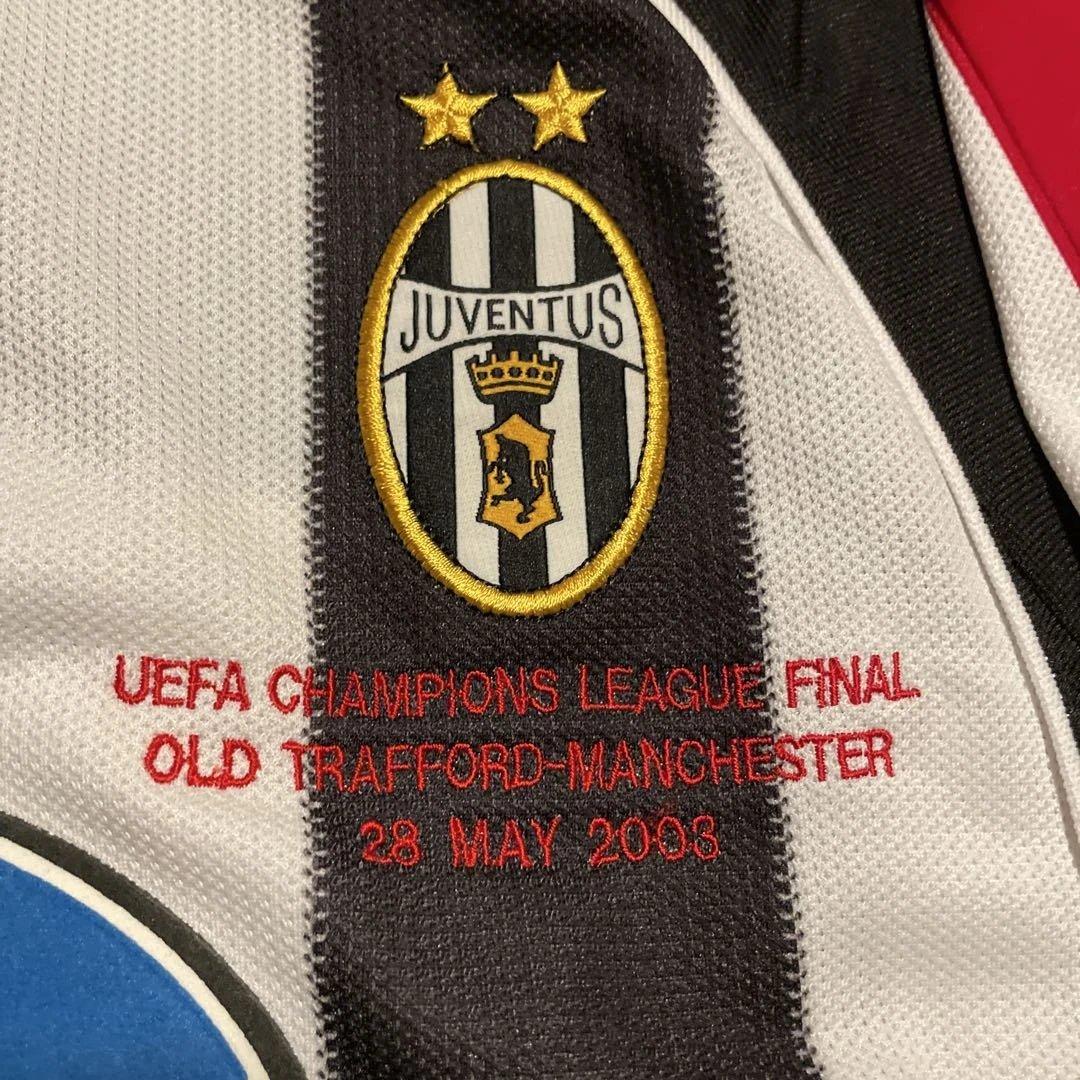 JUVENTUS
UEFA CHAMPIONS LEAGUE FINAL
OLD TRAFFORD-MANCHESTER
28 MAY 2003